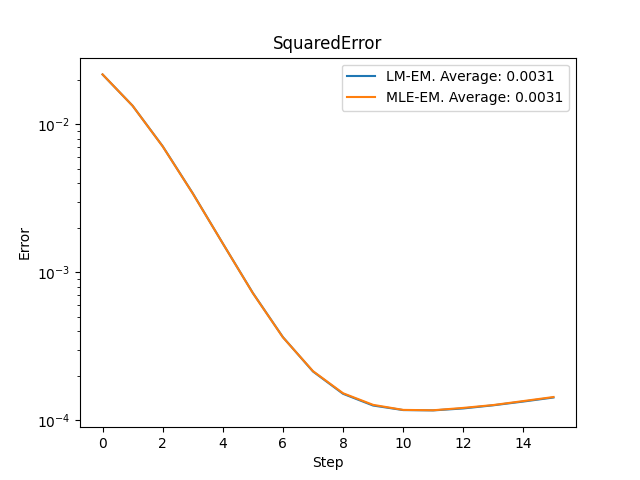 SquaredError
LM-EM. Average: 0.0031
MLE-EM. Average: 0.0031
Error
10⁻²
10⁻³
10⁻⁴
0 2 4 6 8 10 12 14
Step